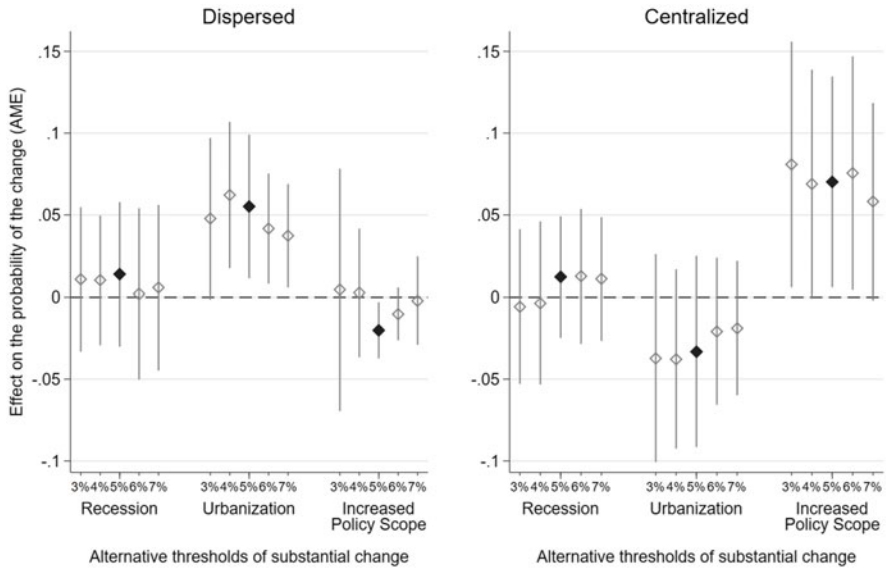 Dispersed
Centralized
Effect on the probability of the change (AME)
.15
.1
.05
0
-.05
-.1
3% 4% 5% 6% 7%
3% 4% 5% 6% 7%
3% 4% 5% 6% 7%
Recession
Urbanization
Increased
Policy Scope
Alternative thresholds of substantial change
.15
.1
.05
0
-.05
-.1
3% 4% 5% 6% 7%
3% 4% 5% 6% 7%
3% 4% 5% 6% 7%
Recession
Urbanization
Increased
Policy Scope
Alternative thresholds of substantial change